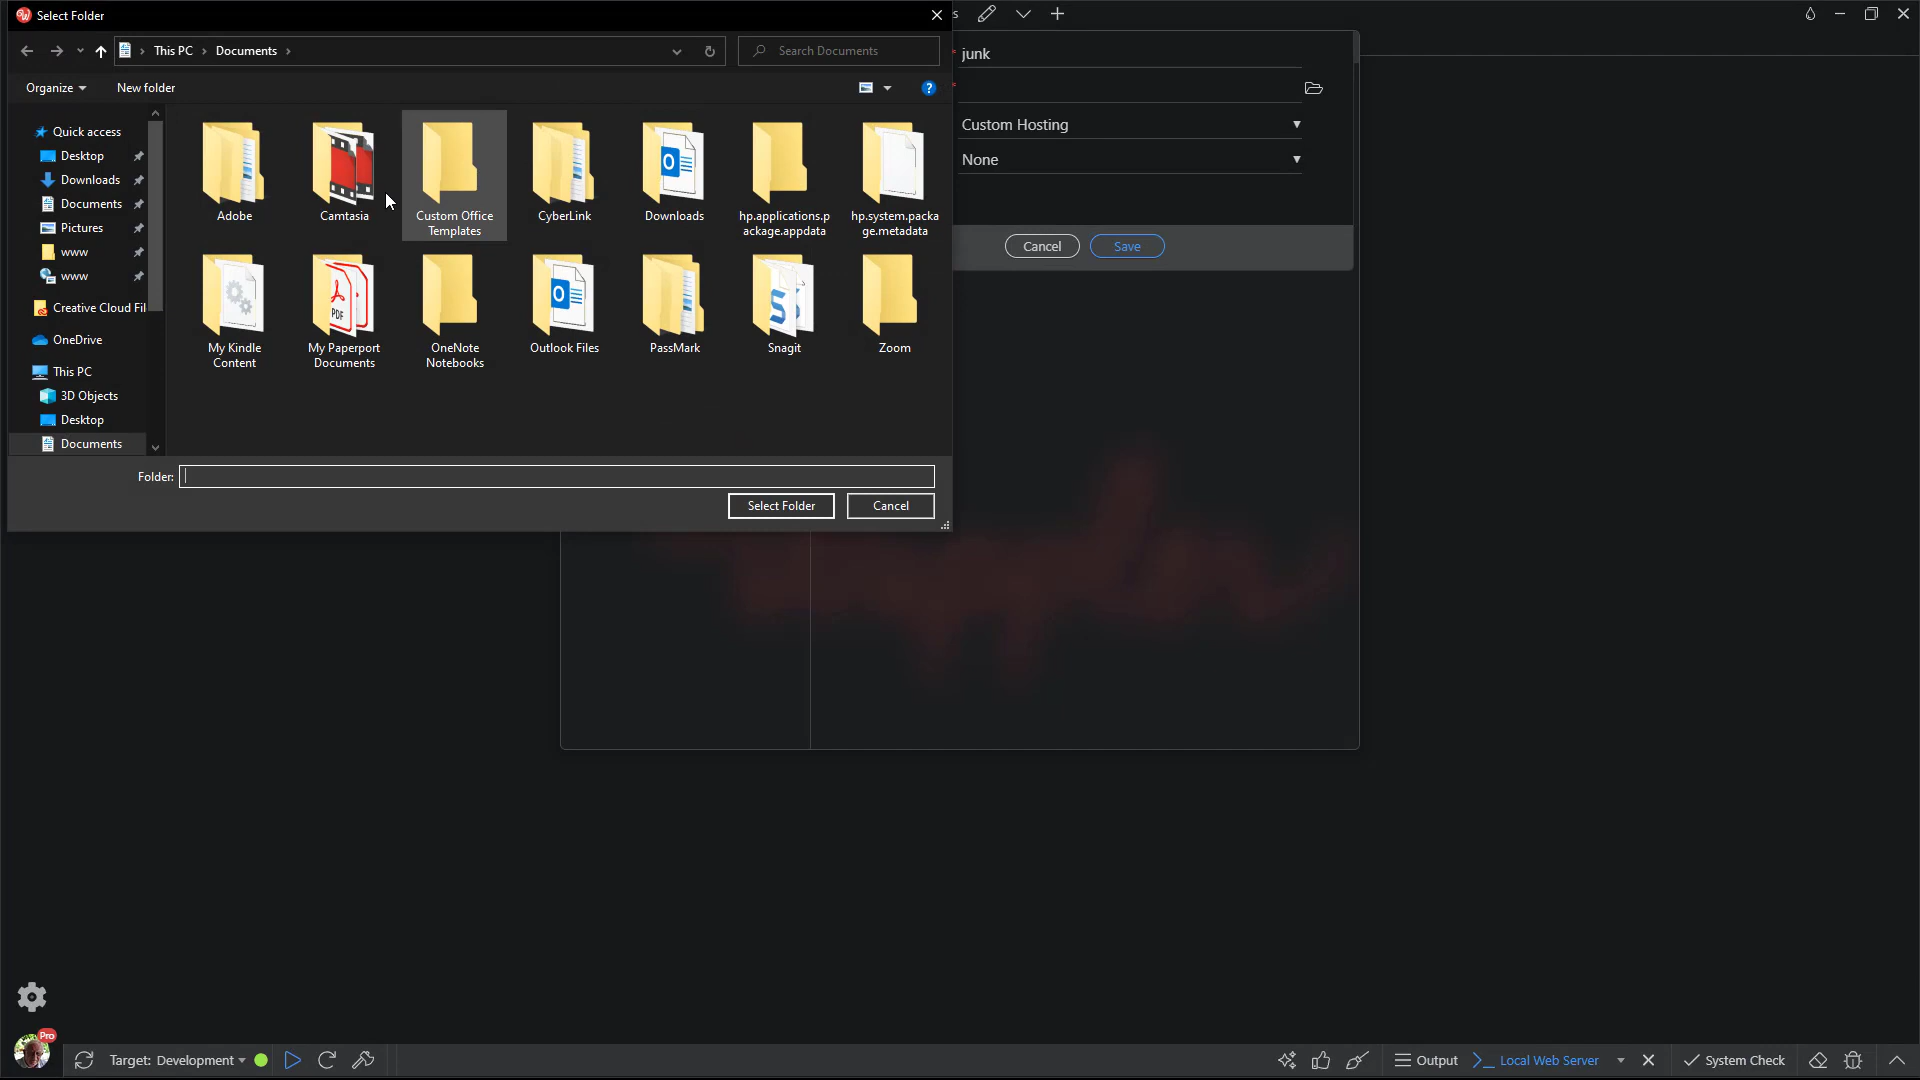 Select Folder
s
This PC > Documents >
Search Documents
* junk
Organize
New folder
?
*
Quick access
Desktop
Downloads
Documents
Pictures
www
www
Creative Cloud Fil
OneDrive
This PC
3D Objects
Desktop
Documents
Adobe
Camtasia
Custom Office
Templates
CyberLink
Downloads
hp.applications.p
ackage.appdata
hp.system.packa
ge.metadata
My Kindle
Content
PDF
My Paperport
Documents
OneNote
Notebooks
Outlook Files
PassMark
Snagit
Zoom
Custom Hosting
None
Cancel
Save
Folder:
Select Folder
Cancel
Pro
Target: Development
Output
Local Web Server
System Check